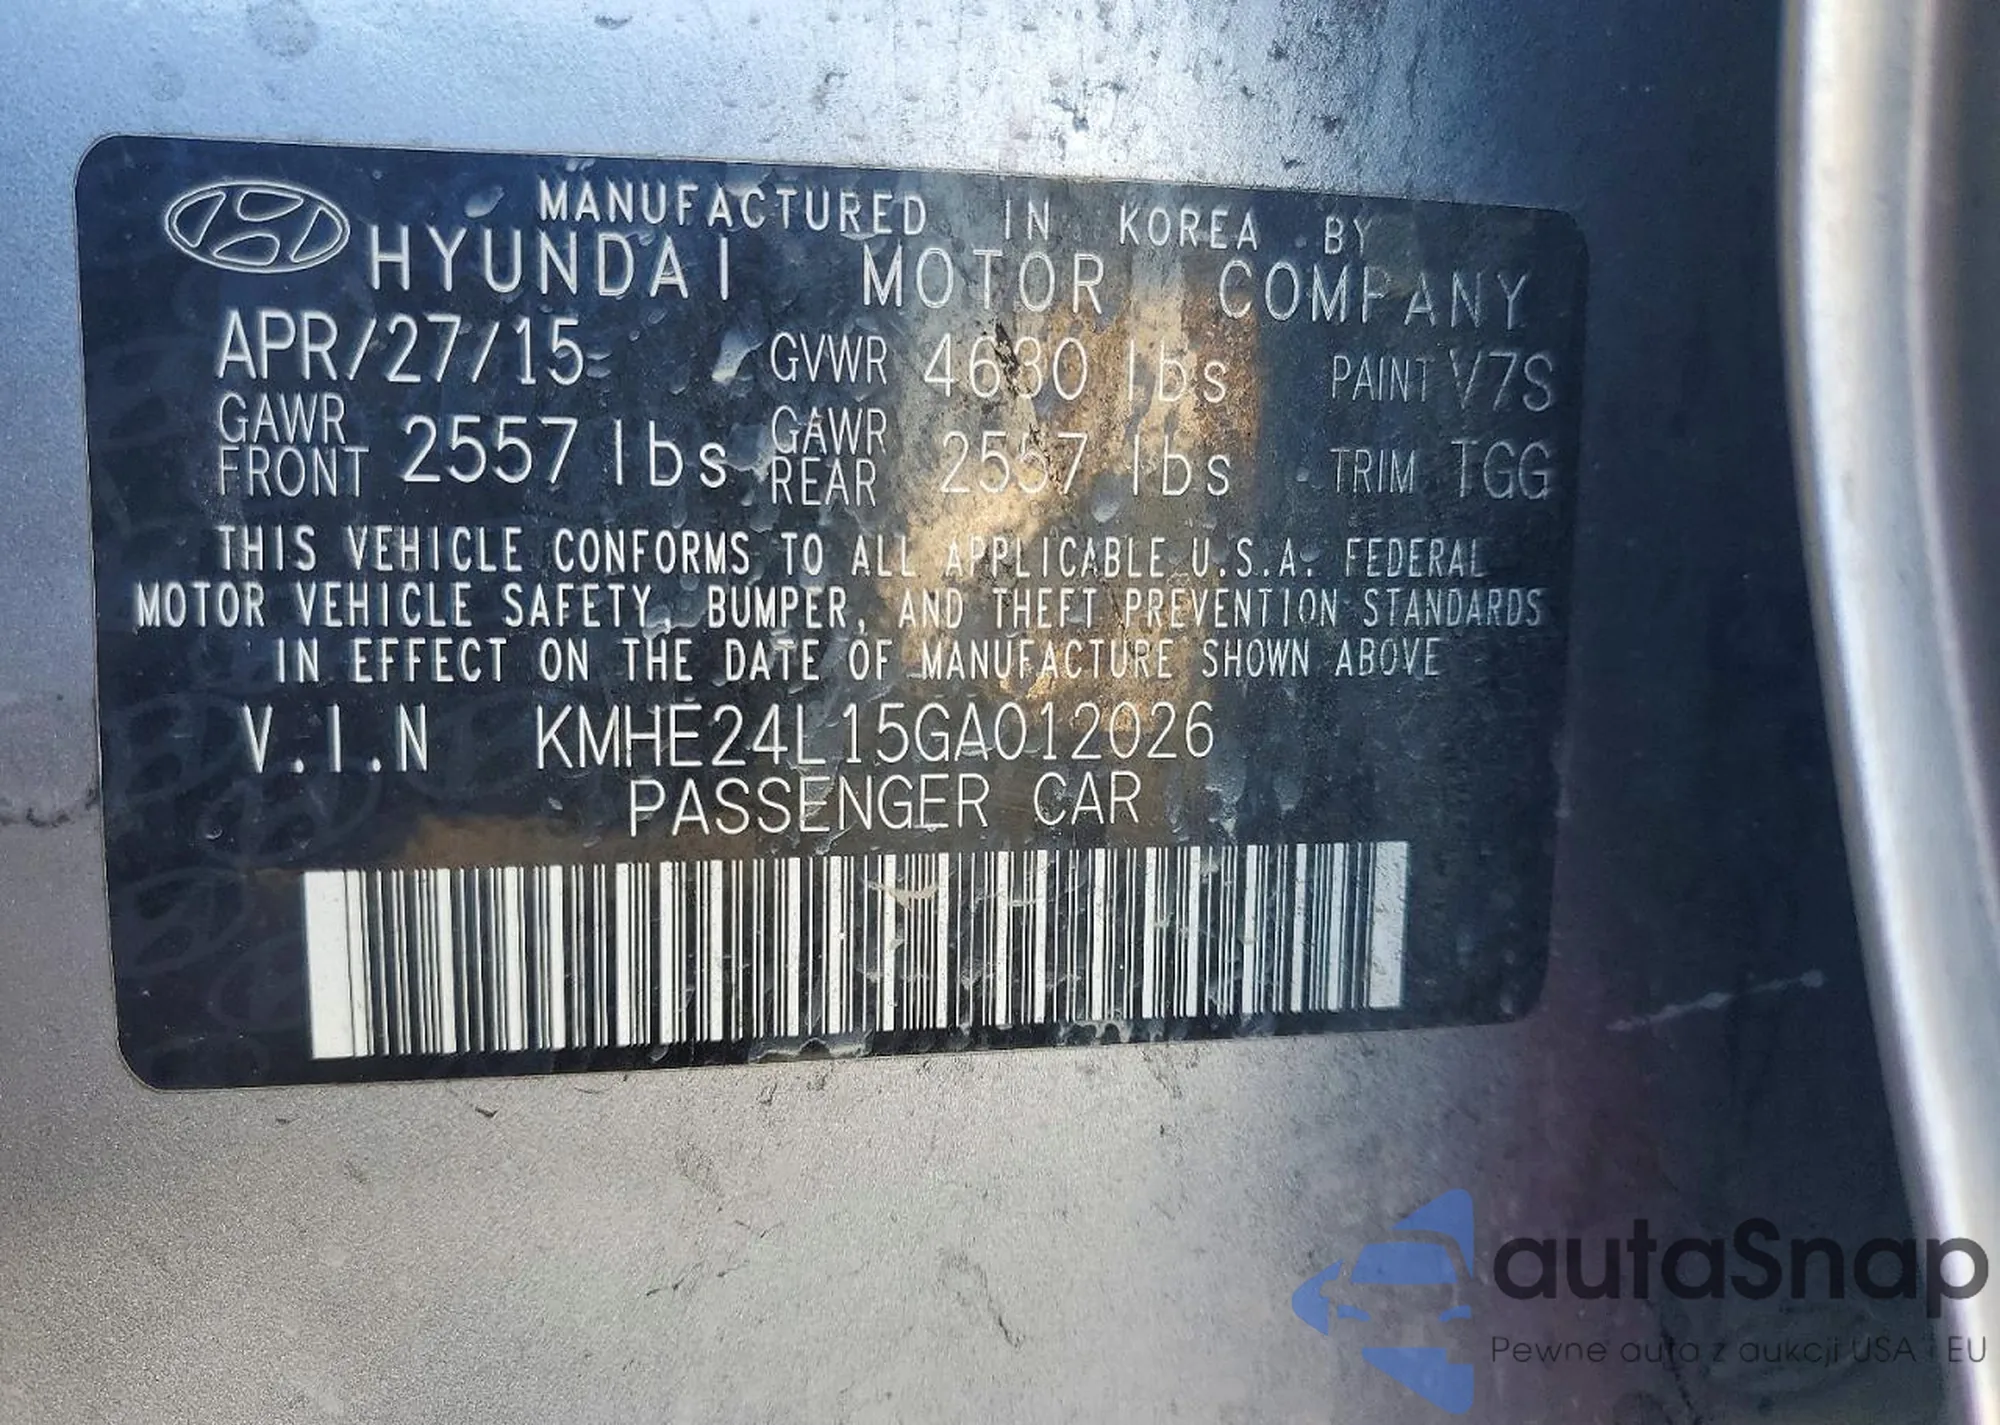 MANUFACTURED IN KOREA BY
HYUNDAI MOTOR COMPANY
APR/27/15 GVWR 4630 lbs PAINT V7S
GAWR FRONT 2557 lbs GAWR REAR 2557 lbs TRIM TGG
THIS VEHICLE CONFORMS TO ALL APPLICABLE U.S.A. FEDERAL
MOTOR VEHICLE SAFETY, BUMPER, AND THEFT PREVENTION STANDARDS
IN EFFECT ON THE DATE OF MANUFACTURE SHOWN ABOVE
V.I.N KMHE24L15GA012026
PASSENGER CAR
autaSnap
Pewne auta z aukcji USA i EU